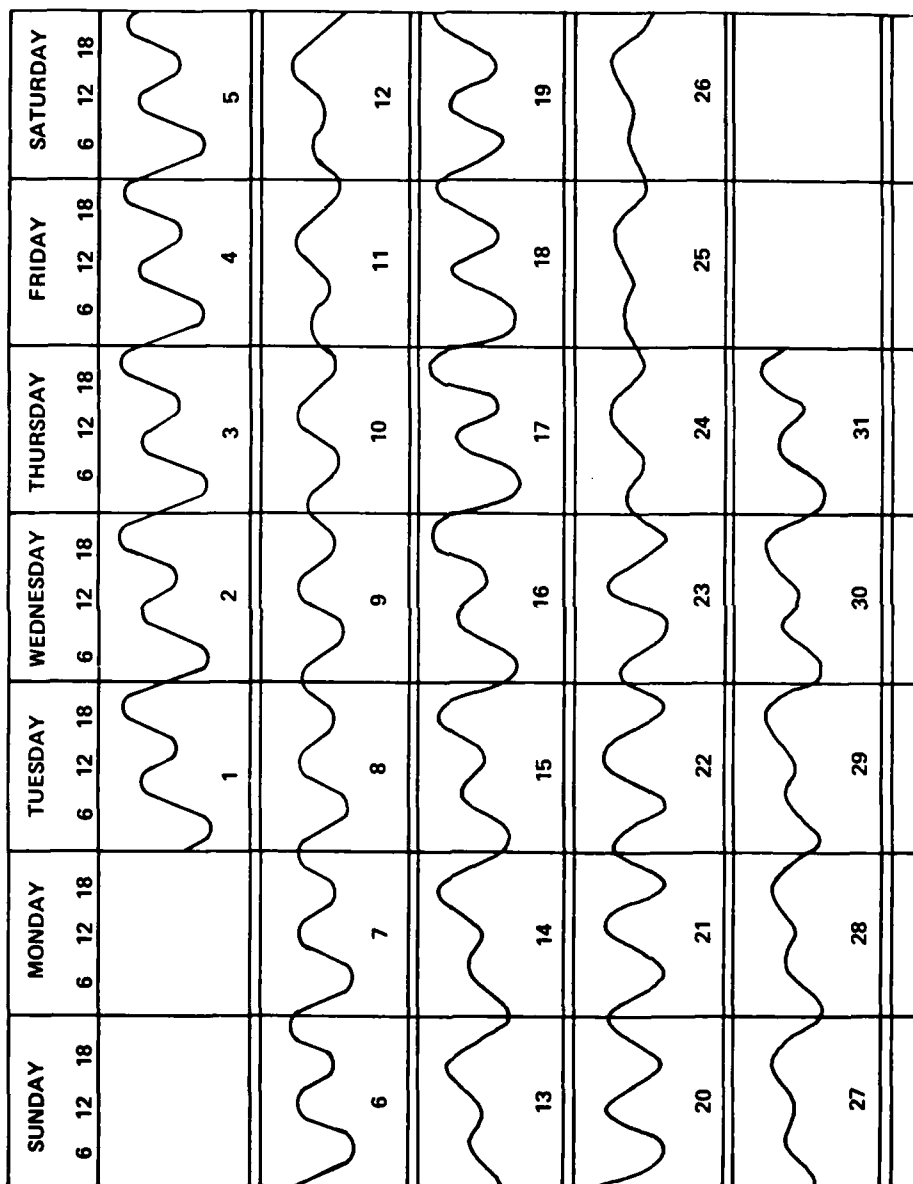 SUNDAY MONDAY TUESDAY WEDNESDAY THURSDAY FRIDAY SATURDAY
6 12 18 6 12 18 6 12 18 6 12 18 6 12 18 6 12 18 6 12 18
1 2 3 4 5
6 7 8 9 10 11 12
13 14 15 16 17 18 19
20 21 22 23 24 25 26
27 28 29 30 31